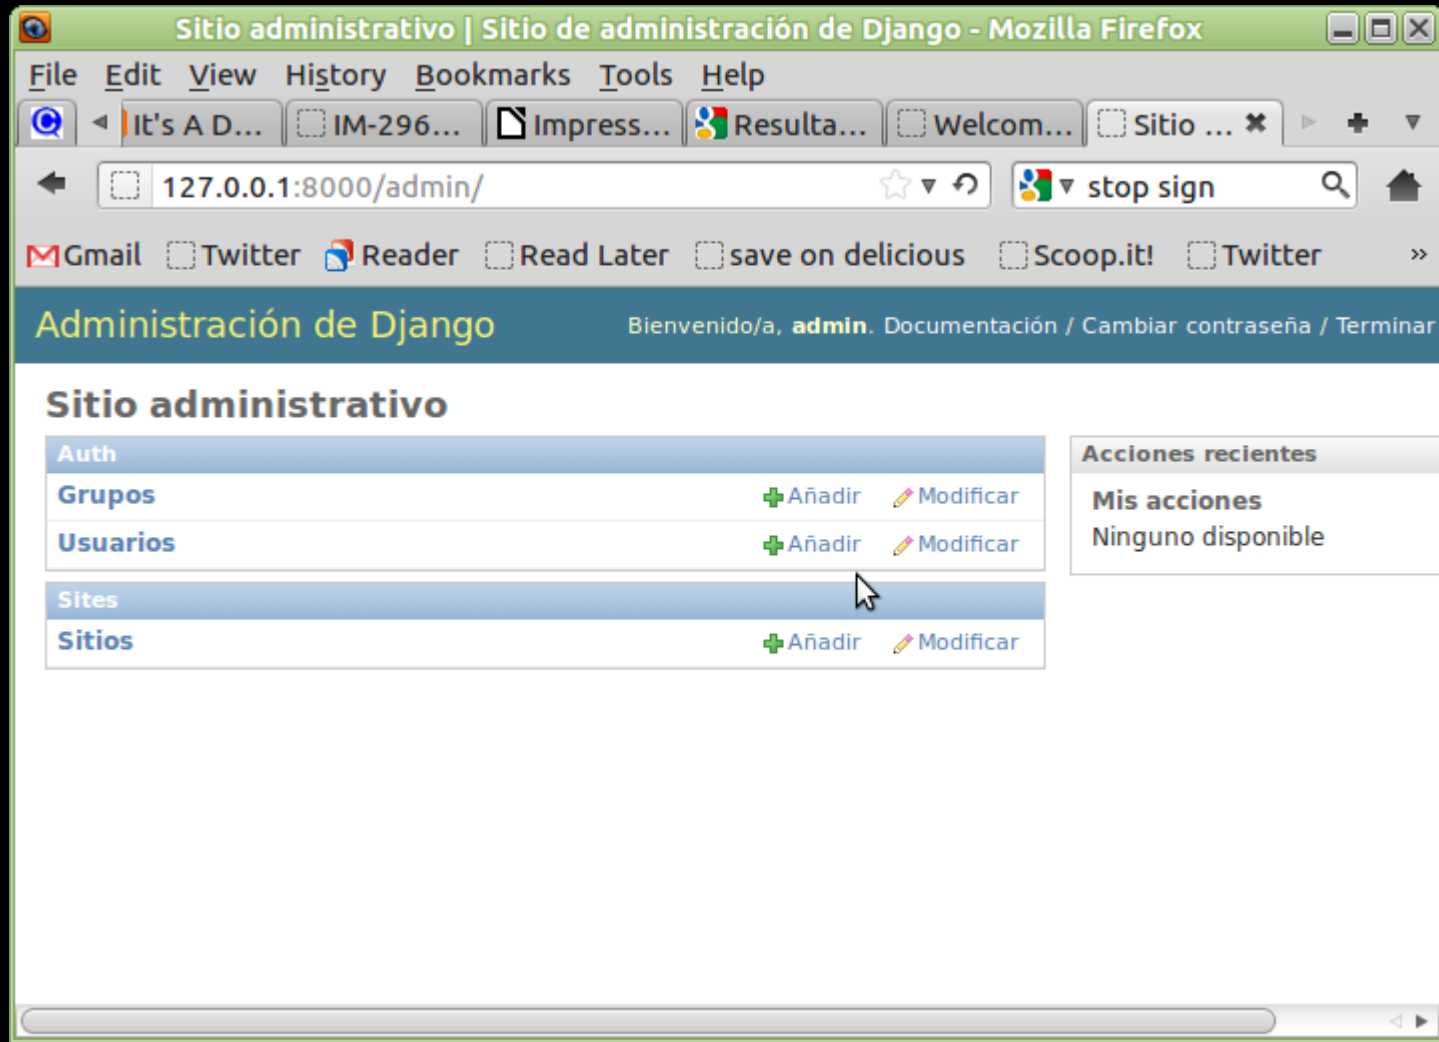 Sitio administrativo | Sitio de administración de Django - Mozilla Firefox
File Edit View History Bookmarks Tools Help
It's A D... IM-296... Impress... Resulta... Welcom... Sitio ...
127.0.0.1:8000/admin/ stop sign
Gmail Twitter Reader Read Later save on delicious Scoop.it! Twitter »
Administración de Django Bienvenido/a, admin. Documentación / Cambiar contraseña / Terminar
Sitio administrativo
Auth
Grupos Añadir Modificar
Usuarios Añadir Modificar
Sites
Sitios Añadir Modificar
Acciones recientes
Mis acciones
Ninguno disponible